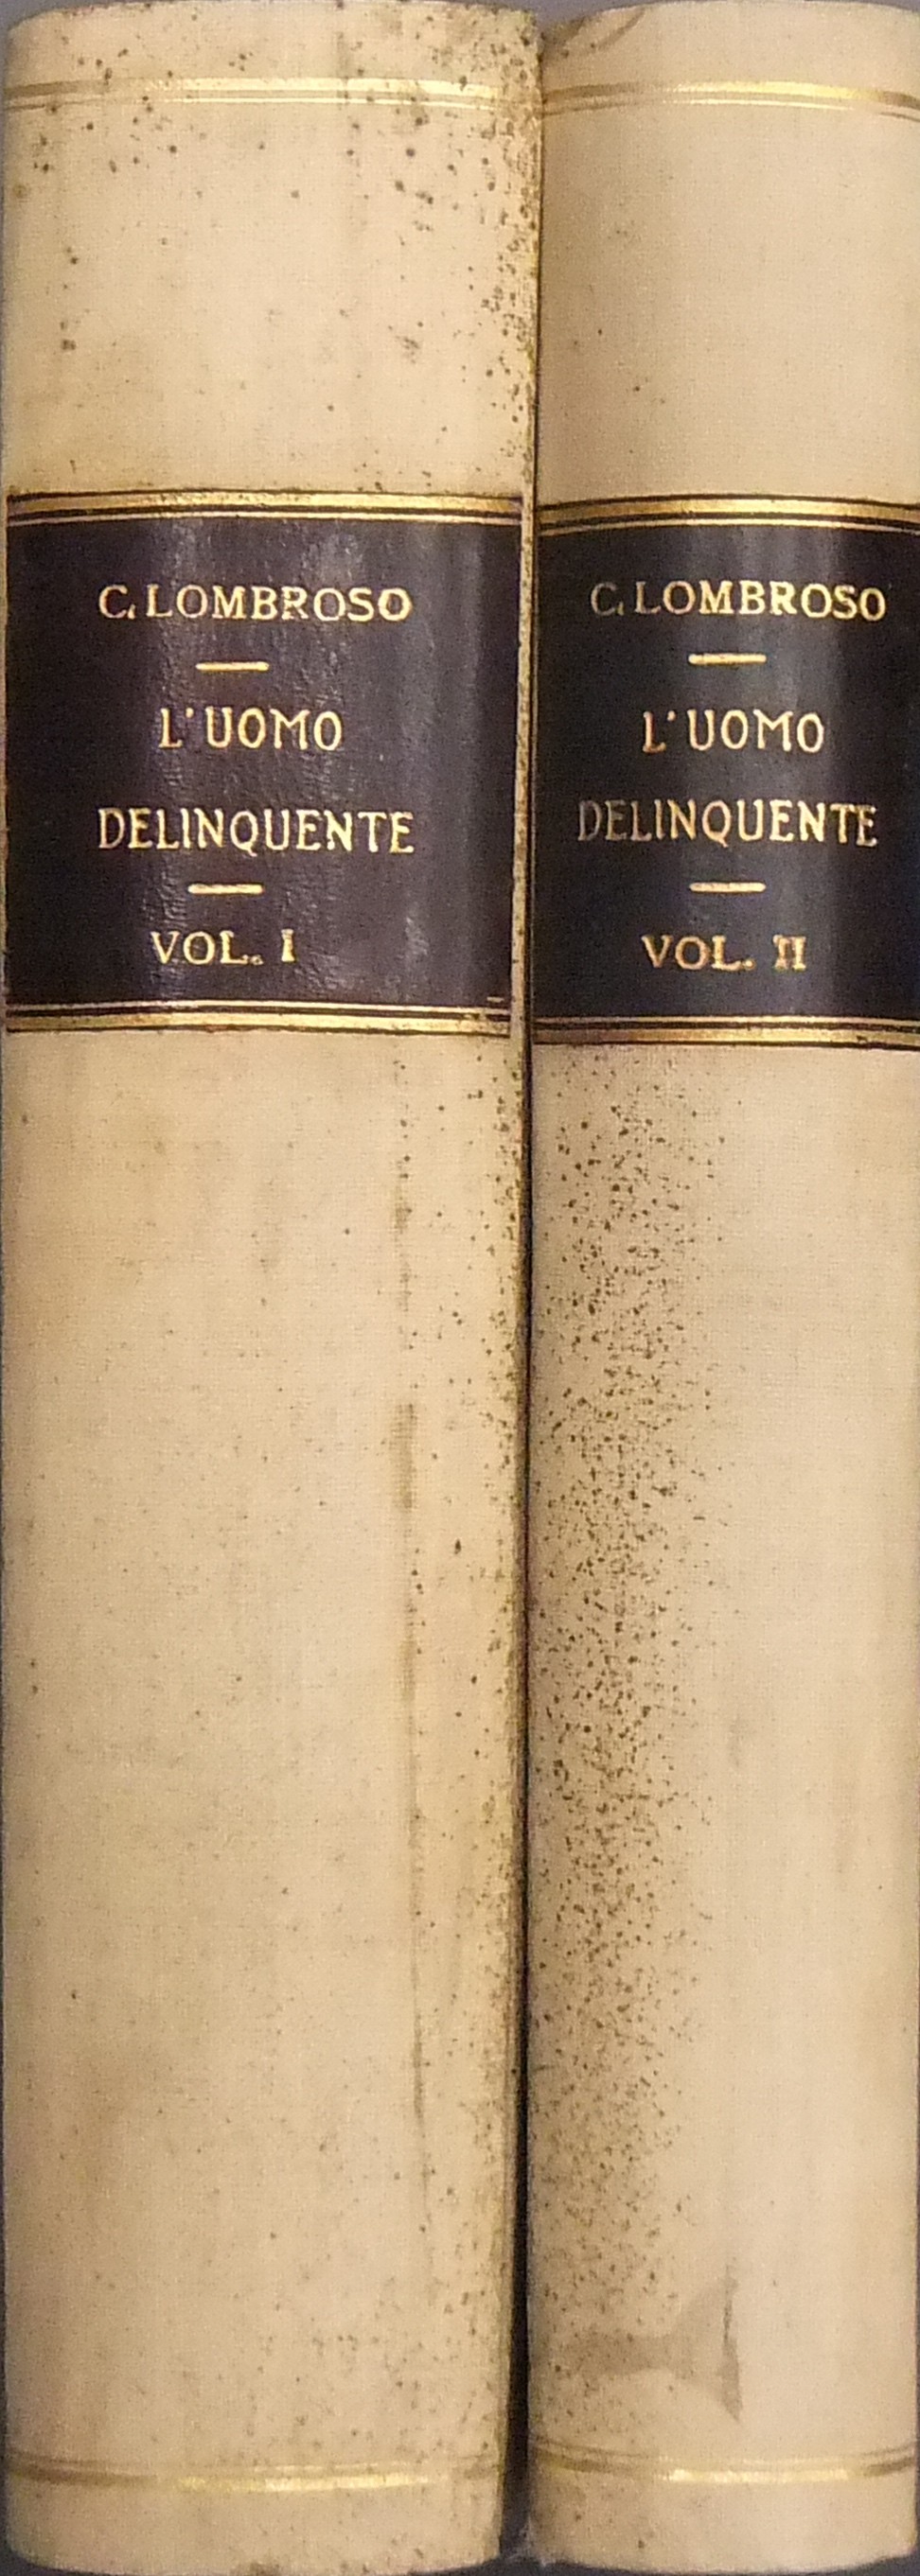 C. LOMBROSO
L'UOMO
DELINQUENTE
VOL. I
C. LOMBROSO
L'UOMO
DELINQUENTE
VOL. II